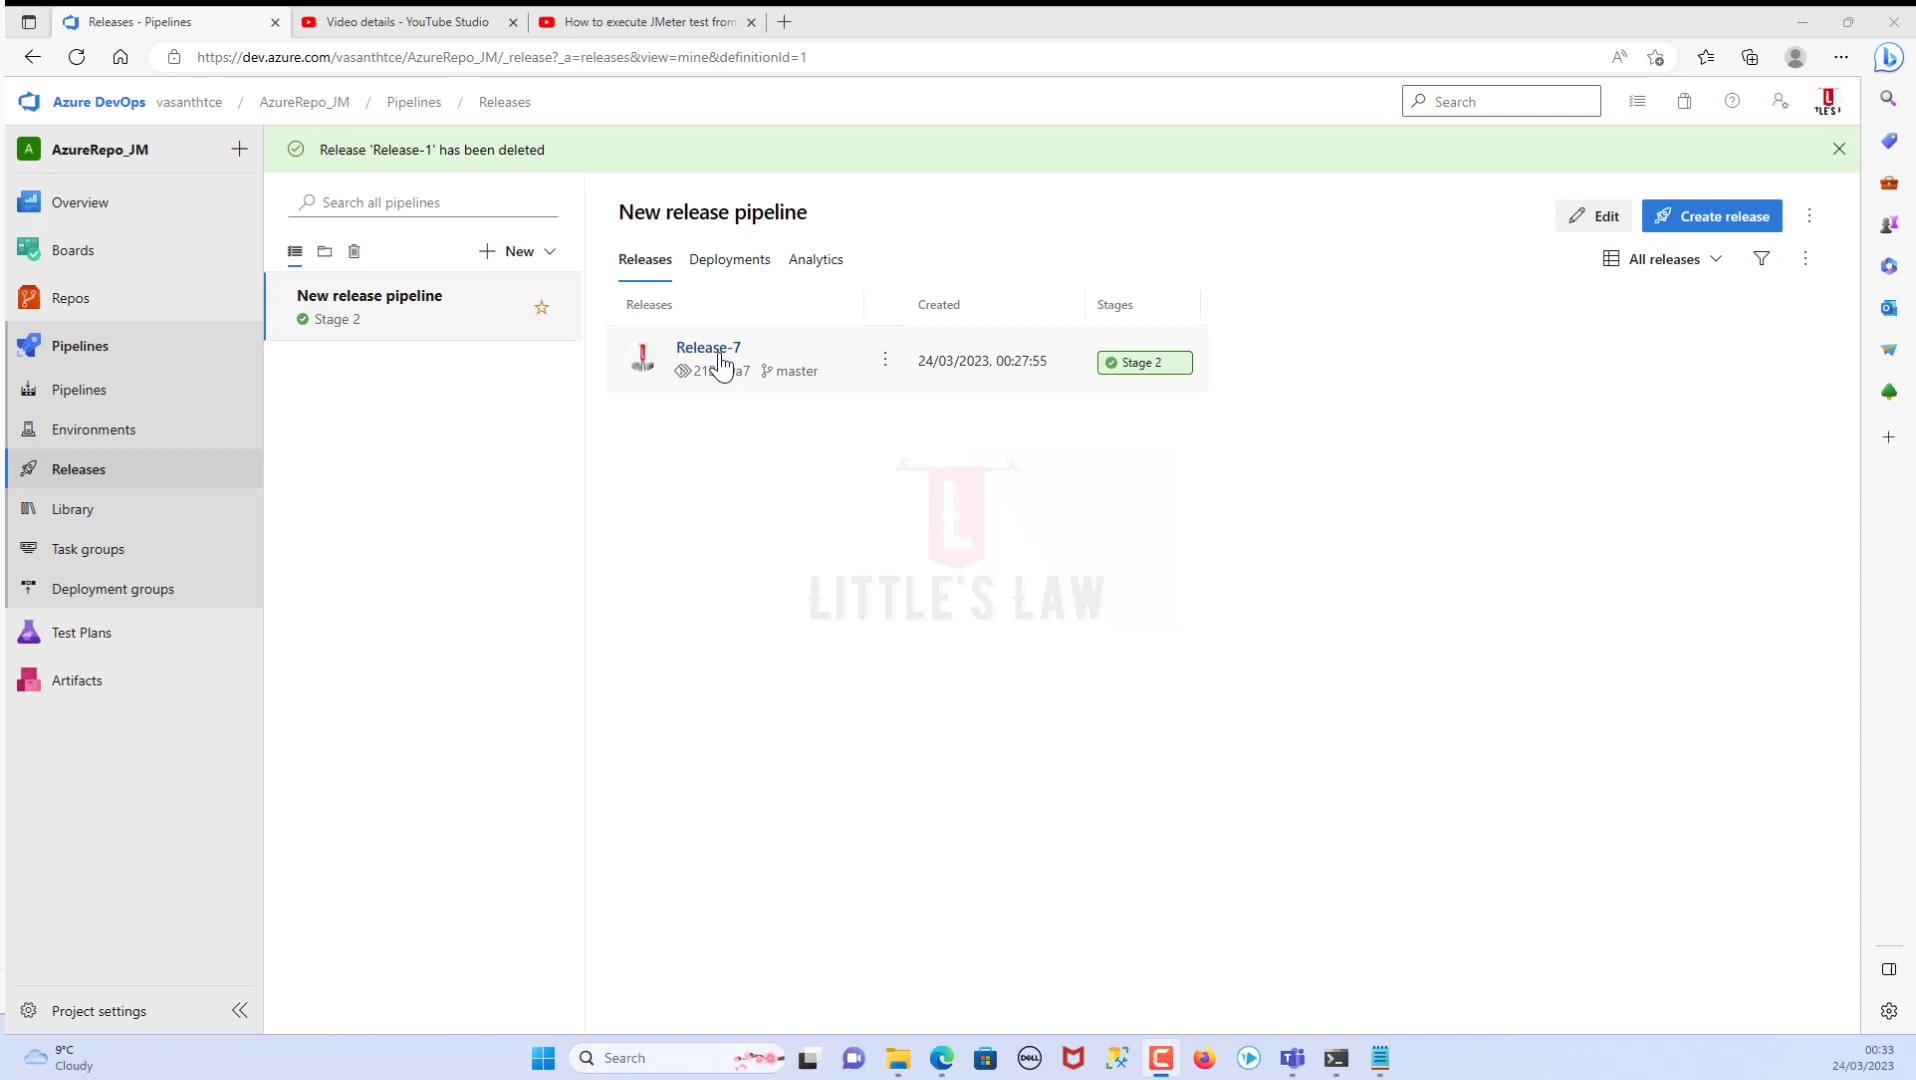 Releases - Pipelines
Video details - YouTube Studio
How to execute JMeter test from
https://dev.azure.com/vasanthtce/AzureRepo_JM/_release?_a=releases&view=mine&definitionId=1
Azure DevOps vasanthtce / AzureRepo_JM / Pipelines / Releases
Search
LITTLE'S
A AzureRepo_JM
Release 'Release-1' has been deleted
Overview
Boards
Repos
Pipelines
Pipelines
Environments
Releases
Library
Task groups
Deployment groups
Test Plans
Artifacts
Project settings
Search all pipelines
New
New release pipeline
Stage 2
New release pipeline
Edit
Create release
Releases Deployments Analytics
All releases
Releases Created Stages
Release-7
master
24/03/2023, 00:27:55
Stage 2
L
LITTLE'S LAW
9°C
Cloudy
Search
DELL
00:33
24/03/2023